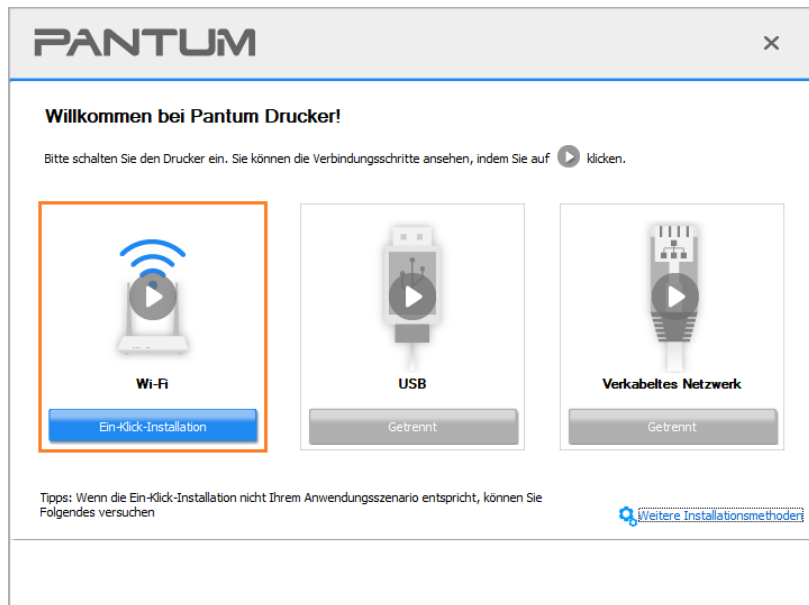 PANTUM
Willkommen bei Pantum Drucker!
Bitte schalten Sie den Drucker ein. Sie können die Verbindungsschritte ansehen, indem Sie auf klicken.
Wi-Fi
Ein-Klick-Installation
USB
Getrennt
Verkabeltes Netzwerk
Getrennt
Tipps: Wenn die Ein-Klick-Installation nicht Ihrem Anwendungsszenario entspricht, können Sie
Folgendes versuchen
Weitere Installationsmethoden